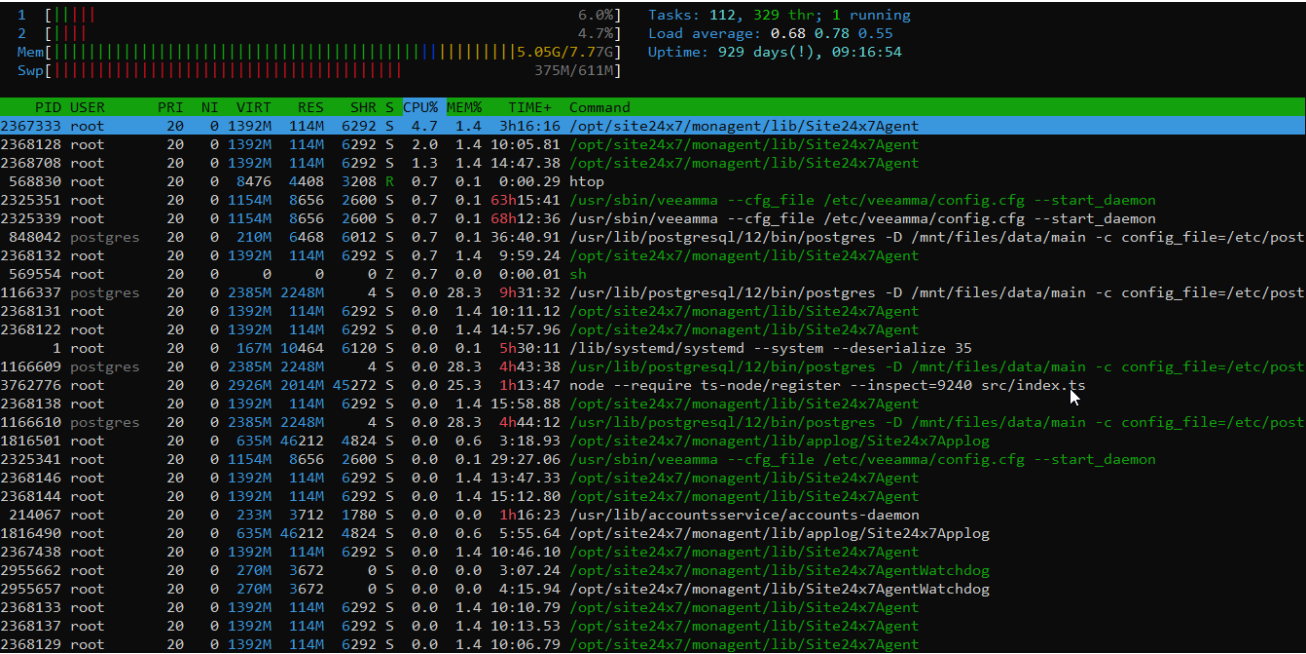 1 [||||| 6.0%] Tasks: 112, 329 thr; 1 running
2 [|||| 4.7%] Load average: 0.68 0.78 0.55
Mem[||||||||||||||||||||||||||||||||||||||||||||||||||||5.05G/7.77G] Uptime: 929 days(!), 09:16:54
Swp[||||||||||||||||||||||||||||||||||||||| 375M/611M]
PID USER PRI NI VIRT RES SHR S CPU% MEM% TIME+ Command
2367333 root 20 0 1392M 114M 6292 S 4.7 1.4 3h16:16 /opt/site24x7/monagent/lib/Site24x7Agent
2368128 root 20 0 1392M 114M 6292 S 2.0 1.4 10:05.81 /opt/site24x7/monagent/lib/Site24x7Agent
2368708 root 20 0 1392M 114M 6292 S 1.3 1.4 14:47.38 /opt/site24x7/monagent/lib/Site24x7Agent
568830 root 20 0 8476 4408 3208 R 0.7 0.1 0:00.29 htop
2325351 root 20 0 1154M 8656 2600 S 0.7 0.1 63h15:41 /usr/sbin/veeamma --cfg_file /etc/veeamma/config.cfg --start_daemon
2325339 root 20 0 1154M 8656 2600 S 0.7 0.1 68h12:36 /usr/sbin/veeamma --cfg_file /etc/veeamma/config.cfg --start_daemon
848042 postgres 20 0 210M 6468 6012 S 0.7 0.1 36:40.91 /usr/lib/postgresql/12/bin/postgres -D /mnt/files/data/main -c config_file=/etc/post
2368132 root 20 0 1392M 114M 6292 S 0.7 1.4 9:59.24 /opt/site24x7/monagent/lib/Site24x7Agent
569554 root 20 0 0 0 0 Z 0.7 0.0 0:00.01 sh
1166337 postgres 20 0 2385M 2248M 4 S 0.0 28.3 9h31:32 /usr/lib/postgresql/12/bin/postgres -D /mnt/files/data/main -c config_file=/etc/post
2368131 root 20 0 1392M 114M 6292 S 0.0 1.4 10:11.12 /opt/site24x7/monagent/lib/Site24x7Agent
2368122 root 20 0 1392M 114M 6292 S 0.0 1.4 14:57.96 /opt/site24x7/monagent/lib/Site24x7Agent
1 root 20 0 167M 10464 6120 S 0.0 0.1 5h30:11 /lib/systemd/systemd --system --deserialize 35
1166609 postgres 20 0 2385M 2248M 4 S 0.0 28.3 4h43:38 /usr/lib/postgresql/12/bin/postgres -D /mnt/files/data/main -c config_file=/etc/post
3762776 root 20 0 2926M 2014M 45272 S 0.0 25.3 1h13:47 node --require ts-node/register --inspect=9240 src/index.ts
2368138 root 20 0 1392M 114M 6292 S 0.0 1.4 15:58.88 /opt/site24x7/monagent/lib/Site24x7Agent
1166610 postgres 20 0 2385M 2248M 4 S 0.0 28.3 4h44:12 /usr/lib/postgresql/12/bin/postgres -D /mnt/files/data/main -c config_file=/etc/post
1816501 root 20 0 635M 46212 4824 S 0.0 0.6 3:18.93 /opt/site24x7/monagent/lib/applog/Site24x7Applog
2325341 root 20 0 1154M 8656 2600 S 0.0 0.1 29:27.06 /usr/sbin/veeamma --cfg_file /etc/veeamma/config.cfg --start_daemon
2368146 root 20 0 1392M 114M 6292 S 0.0 1.4 13:47.33 /opt/site24x7/monagent/lib/Site24x7Agent
2368144 root 20 0 1392M 114M 6292 S 0.0 1.4 15:12.80 /opt/site24x7/monagent/lib/Site24x7Agent
214067 root 20 0 233M 3712 1780 S 0.0 0.0 1h16:23 /usr/lib/accountsservice/accounts-daemon
1816490 root 20 0 635M 46212 4824 S 0.0 0.6 5:55.64 /opt/site24x7/monagent/lib/applog/Site24x7Applog
2367438 root 20 0 1392M 114M 6292 S 0.0 1.4 10:46.10 /opt/site24x7/monagent/lib/Site24x7Agent
2955662 root 20 0 270M 3672 0 S 0.0 0.0 3:07.24 /opt/site24x7/monagent/lib/Site24x7AgentWatchdog
2955657 root 20 0 270M 3672 0 S 0.0 0.0 4:15.94 /opt/site24x7/monagent/lib/Site24x7AgentWatchdog
2368133 root 20 0 1392M 114M 6292 S 0.0 1.4 10:10.79 /opt/site24x7/monagent/lib/Site24x7Agent
2368137 root 20 0 1392M 114M 6292 S 0.0 1.4 10:13.53 /opt/site24x7/monagent/lib/Site24x7Agent
2368129 root 20 0 1392M 114M 6292 S 0.0 1.4 10:06.79 /opt/site24x7/monagent/lib/Site24x7Agent